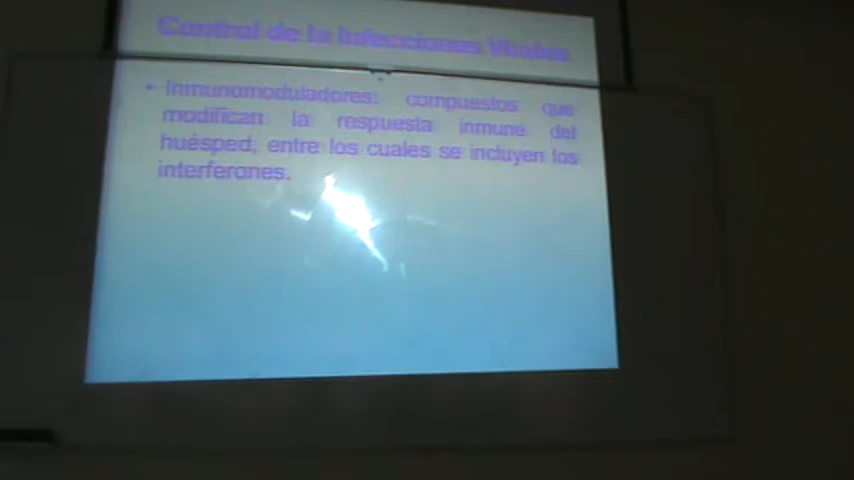 Control de la Infecciones Virales
• Inmunomoduladores: compuestos que
modifican la respuesta inmune del
huésped, entre los cuales se incluyen los
interferones.